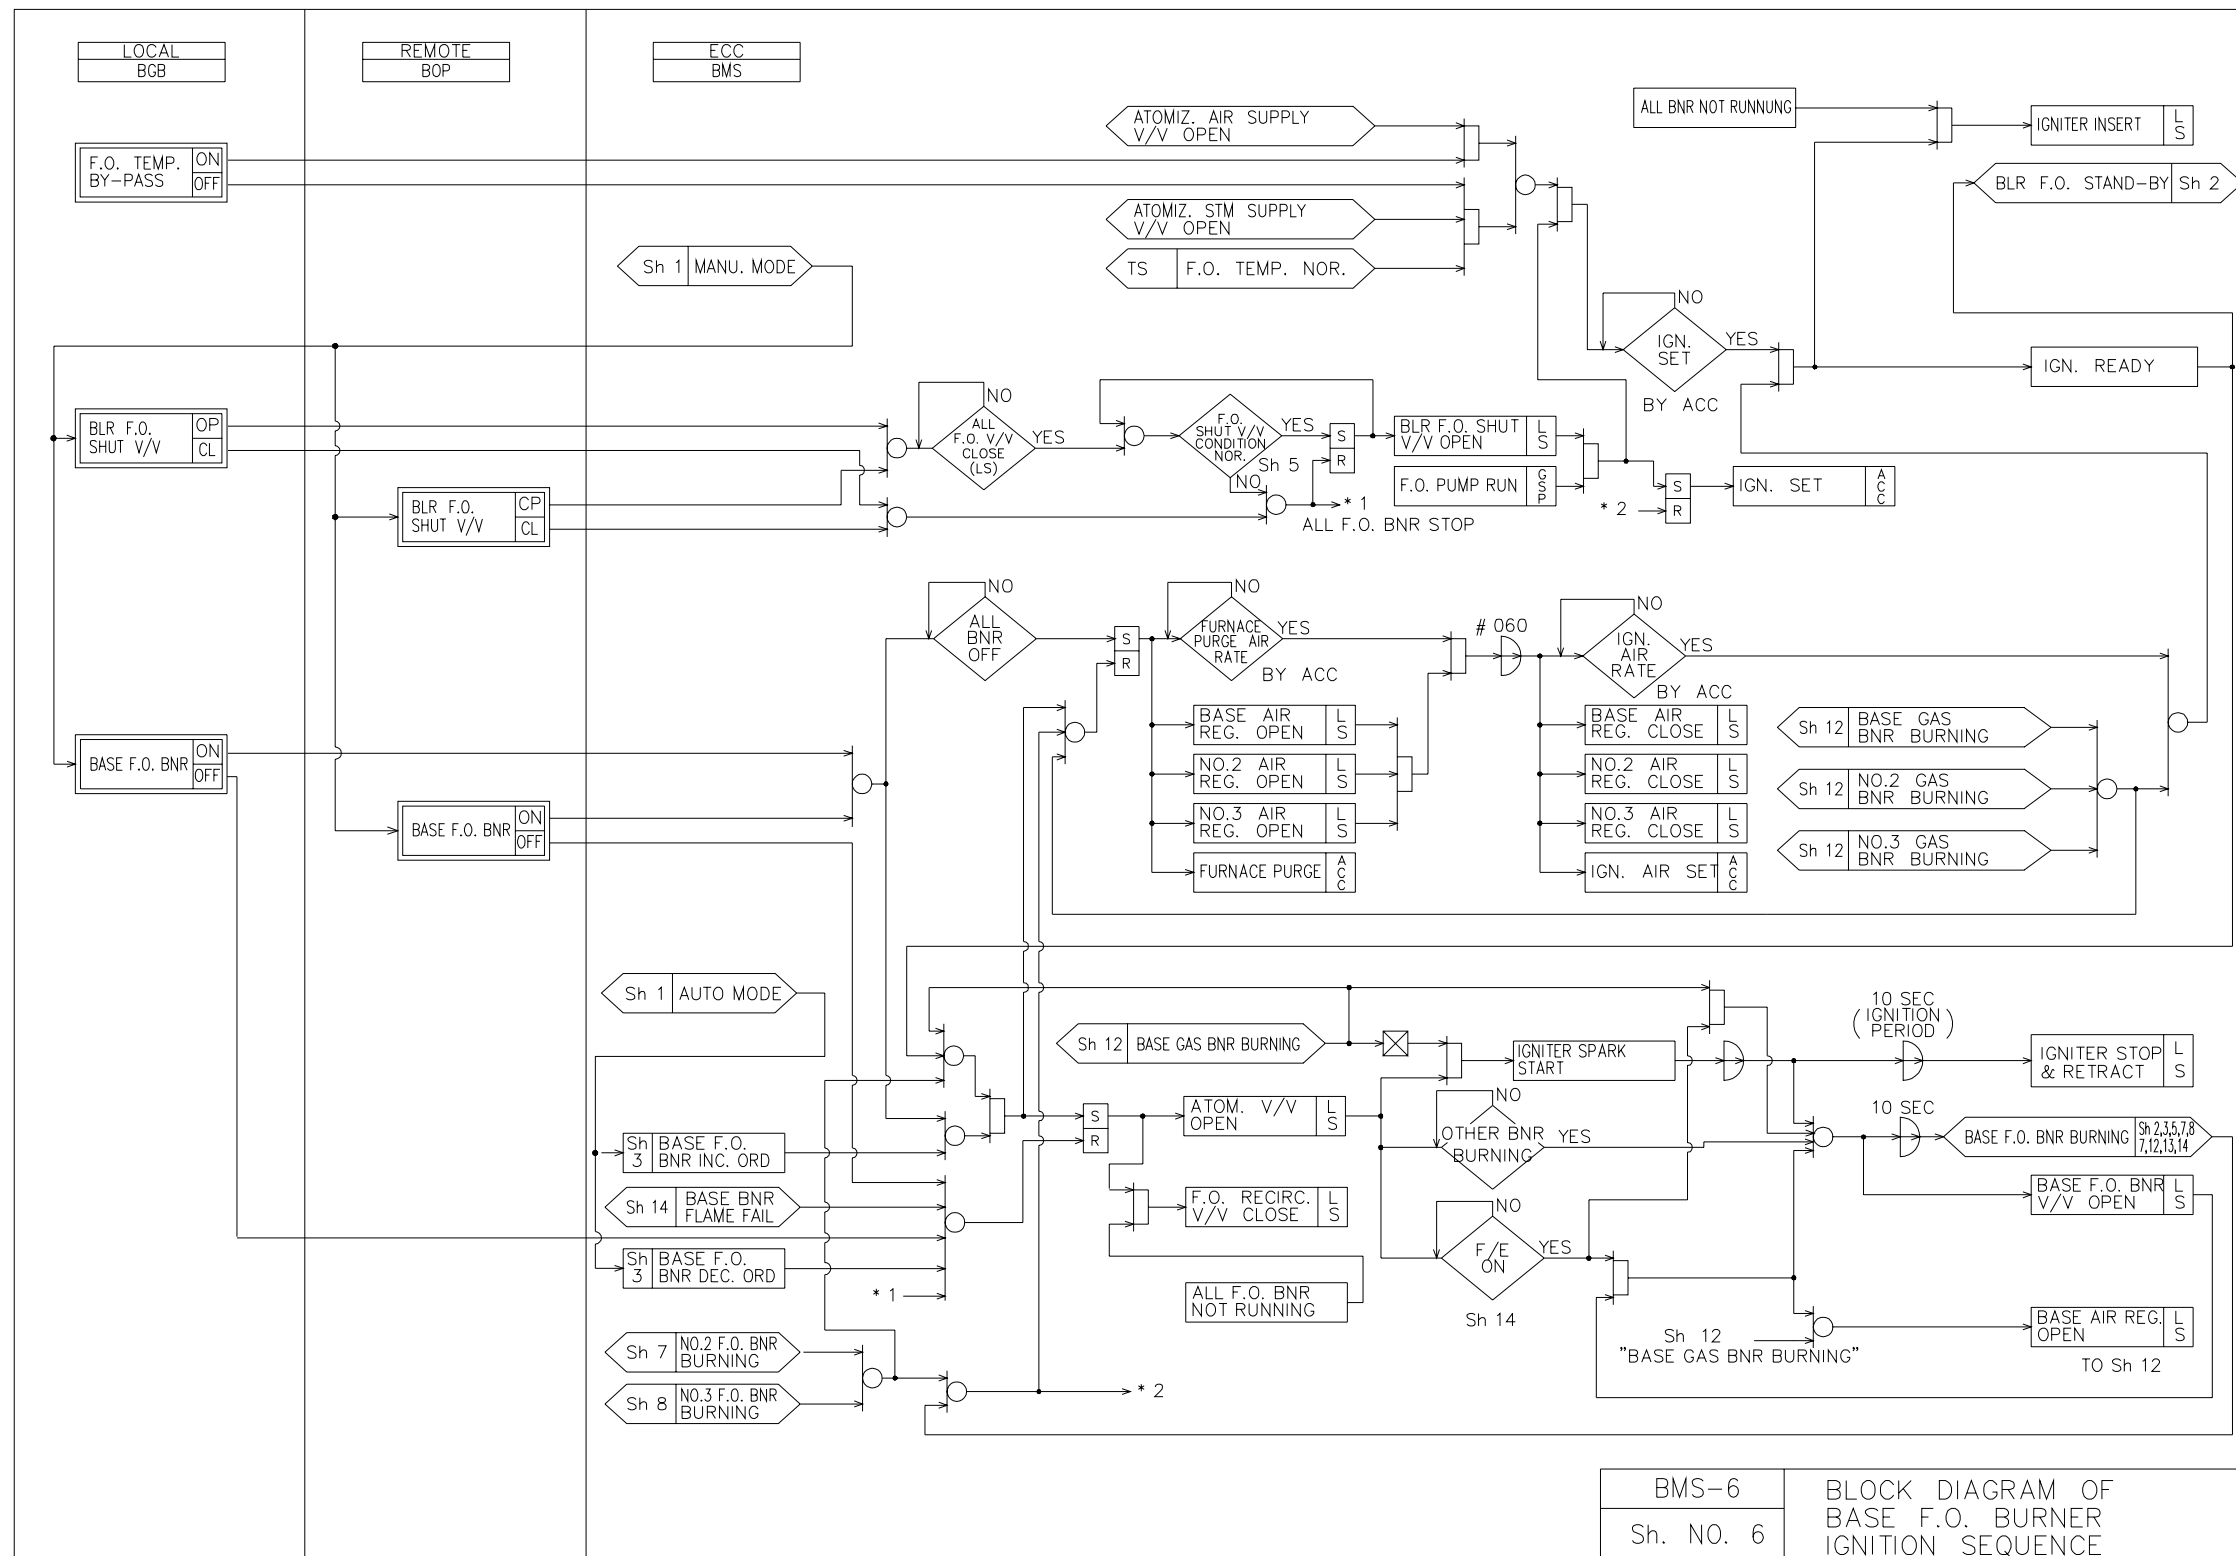 LOCAL
BGB
REMOTE
BOP
ECC
BMS
F.O. TEMP.
BY-PASS
ON
OFF
ATOMIZ. AIR SUPPLY
V/V OPEN
ATOMIZ. STM SUPPLY
V/V OPEN
TS F.O. TEMP. NOR.
ALL BNR NOT RUNNUNG
IGNITER INSERT
L
S
BLR F.O. STAND-BY Sh 2
Sh 1 MANU. MODE
NO
IGN.
SET
YES
BY ACC
IGN. READY
BLR F.O.
SHUT V/V
OP
CL
BLR F.O.
SHUT V/V
CP
CL
NO
ALL
F.O. V/V
CLOSE
(LS)
YES
F.O.
SHUT V/V
CONDITION
NOR.
YES
Sh 5
NO
S
R
* 1
ALL F.O. BNR STOP
BLR F.O. SHUT
V/V OPEN
L
S
F.O. PUMP RUN
G
S
P
* 2
S
R
IGN. SET
A
C
C
NO
ALL
BNR
OFF
S
R
NO
FURNACE
PURGE AIR
RATE
YES
BY ACC
# 060
NO
IGN.
AIR
RATE
YES
BY ACC
BASE AIR
REG. OPEN
L
S
NO.2 AIR
REG. OPEN
L
S
NO.3 AIR
REG. OPEN
L
S
FURNACE PURGE
A
C
C
BASE AIR
REG. CLOSE
L
S
NO.2 AIR
REG. CLOSE
L
S
NO.3 AIR
REG. CLOSE
L
S
IGN. AIR SET
A
C
C
Sh 12 BASE GAS
BNR BURNING
Sh 12 NO.2 GAS
BNR BURNING
Sh 12 NO.3 GAS
BNR BURNING
BASE F.O. BNR
ON
OFF
BASE F.O. BNR
ON
OFF
Sh 1 AUTO MODE
Sh 12 BASE GAS BNR BURNING
IGNITER SPARK
START
10 SEC
( IGNITION )
PERIOD
IGNITER STOP
& RETRACT
L
S
Sh
3
BASE F.O.
BNR INC. ORD
Sh 14 BASE BNR
FLAME FAIL
Sh
3
BASE F.O.
BNR DEC. ORD
* 1
S
R
ATOM. V/V
OPEN
L
S
NO
OTHER BNR
BURNING
YES
10 SEC
BASE F.O. BNR BURNING
Sh 2,3,5,7,8
7,12,13,14
F.O. RECIRC.
V/V CLOSE
L
S
NO
F/E
ON
YES
Sh 14
BASE F.O. BNR
V/V OPEN
L
S
ALL F.O. BNR
NOT RUNNING
Sh 12
"BASE GAS BNR BURNING"
BASE AIR REG.
OPEN
L
S
TO Sh 12
Sh 7 NO.2 F.O. BNR
BURNING
Sh 8 NO.3 F.O. BNR
BURNING
* 2
BMS-6
Sh. NO. 6
BLOCK DIAGRAM OF
BASE F.O. BURNER
IGNITION SEQUENCE